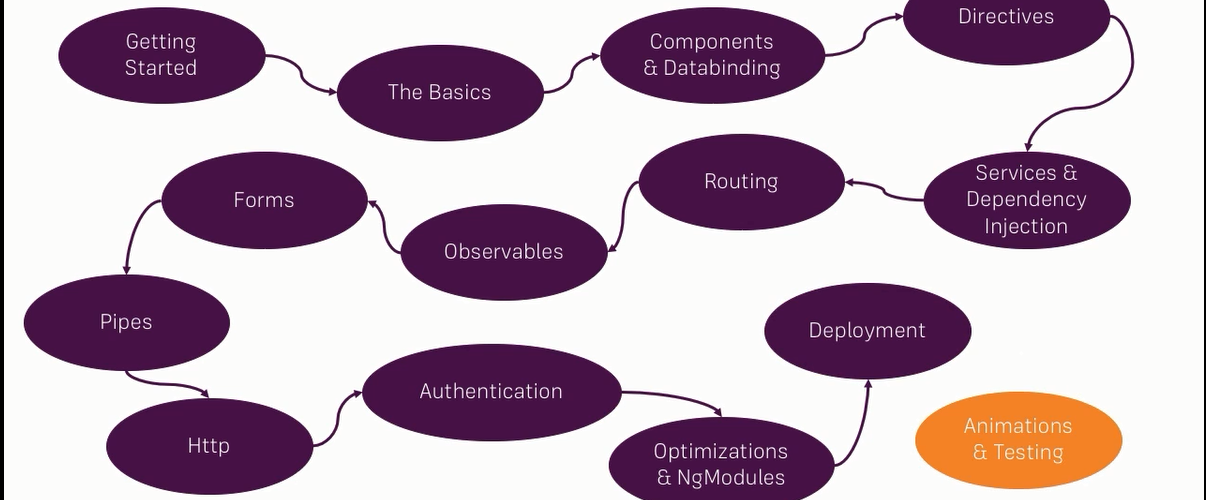 Getting
Started
The Basics
Components
& Databinding
Directives
Services &
Dependency
Injection
Routing
Observables
Forms
Pipes
Http
Authentication
Optimizations
& NgModules
Deployment
Animations
& Testing